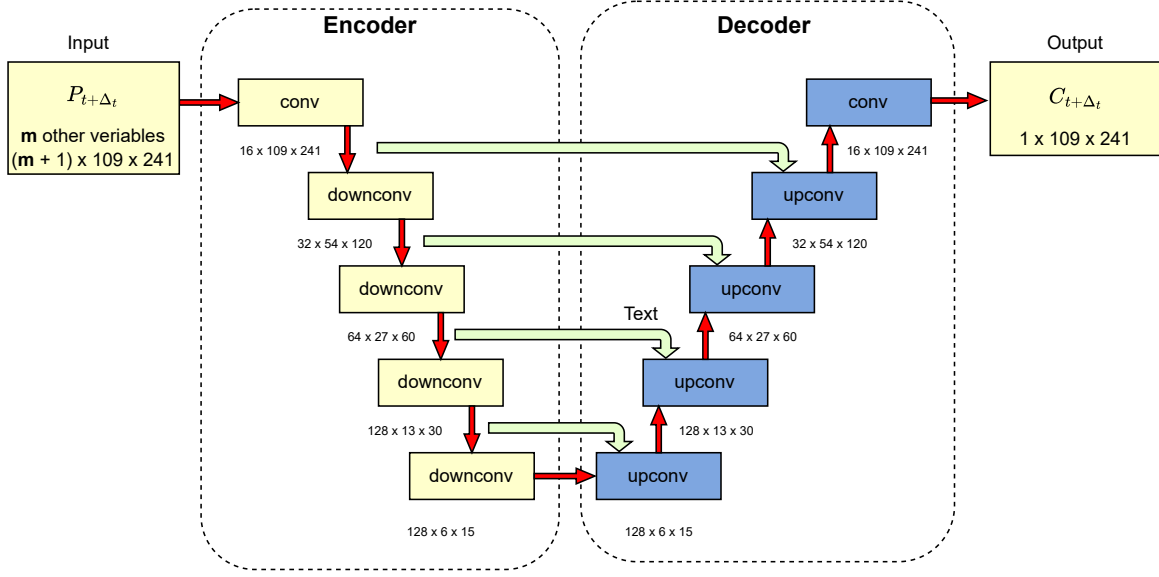 Encoder
Decoder
Input
Output
P_{t+Δ_t}
m other veriables
(m + 1) x 109 x 241
conv
conv
C_{t+Δ_t}
1 x 109 x 241
16 x 109 x 241
16 x 109 x 241
downconv
upconv
32 x 54 x 120
32 x 54 x 120
downconv
upconv
Text
64 x 27 x 60
64 x 27 x 60
downconv
upconv
128 x 13 x 30
128 x 13 x 30
downconv
upconv
128 x 6 x 15
128 x 6 x 15